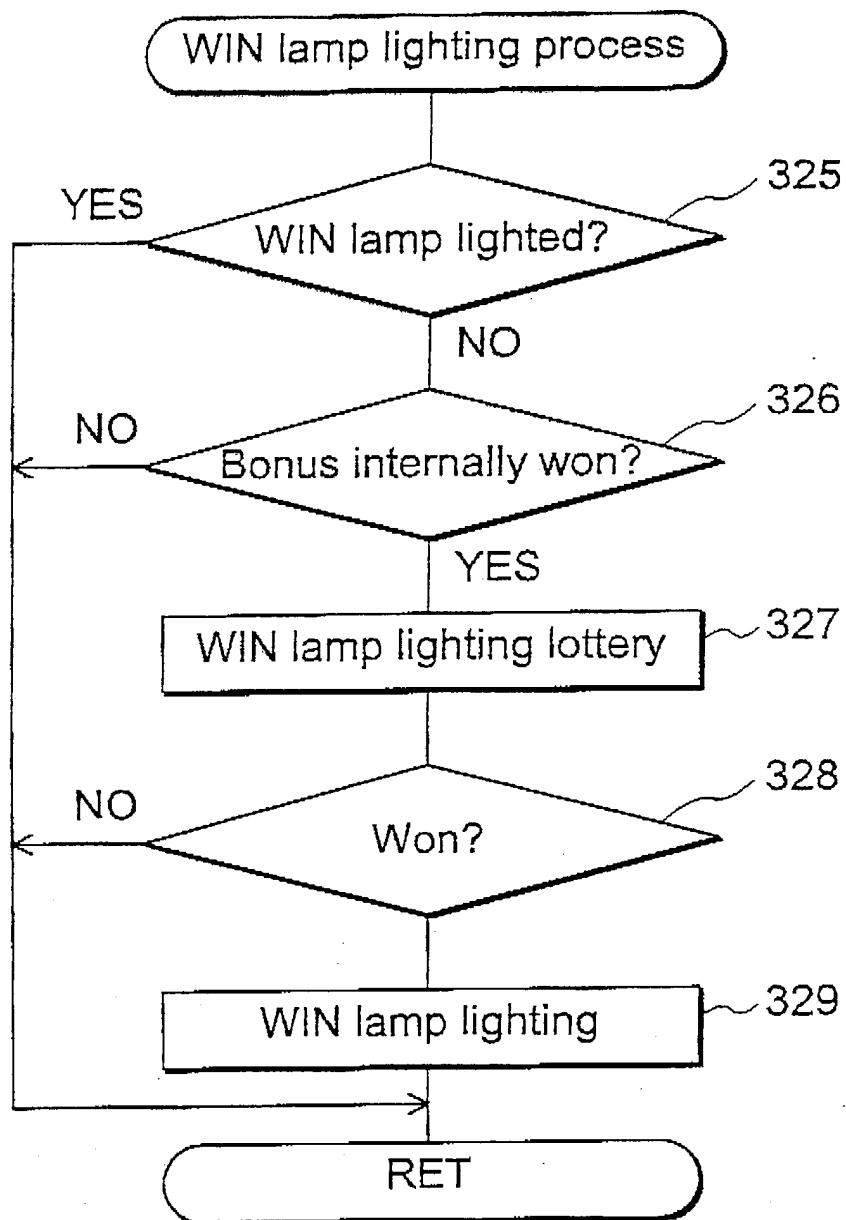 WIN lamp lighting process
325
YES
WIN lamp lighted?
NO
326
NO
Bonus internally won?
YES
327
WIN lamp lighting lottery
328
NO
Won?
329
WIN lamp lighting
RET